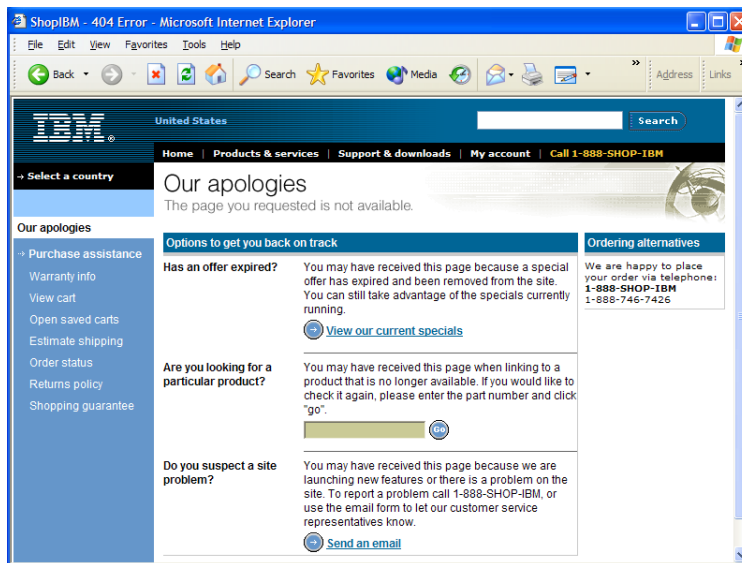 ShopIBM - 404 Error - Microsoft Internet Explorer
File Edit View Favorites Tools Help
Back Search Favorites Media » Address Links »
IBM®
United States
Search
Home | Products & services | Support & downloads | My account | Call 1-888-SHOP-IBM
→ Select a country
Our apologies
The page you requested is not available.
Our apologies
Purchase assistance
Warranty info
View cart
Open saved carts
Estimate shipping
Order status
Returns policy
Shopping guarantee
Options to get you back on track
Has an offer expired?
You may have received this page because a special
offer has expired and been removed from the site.
You can still take advantage of the specials currently
running.
View our current specials
Are you looking for a
particular product?
You may have received this page when linking to a
product that is no longer available. If you would like to
check it again, please enter the part number and click
"go".
Go
Do you suspect a site
problem?
You may have received this page because we are
launching new features or there is a problem on the
site. To report a problem call 1-888-SHOP-IBM, or
use the email form to let our customer service
representatives know.
Send an email
Ordering alternatives
We are happy to place
your order via telephone:
1-888-SHOP-IBM
1-888-746-7426